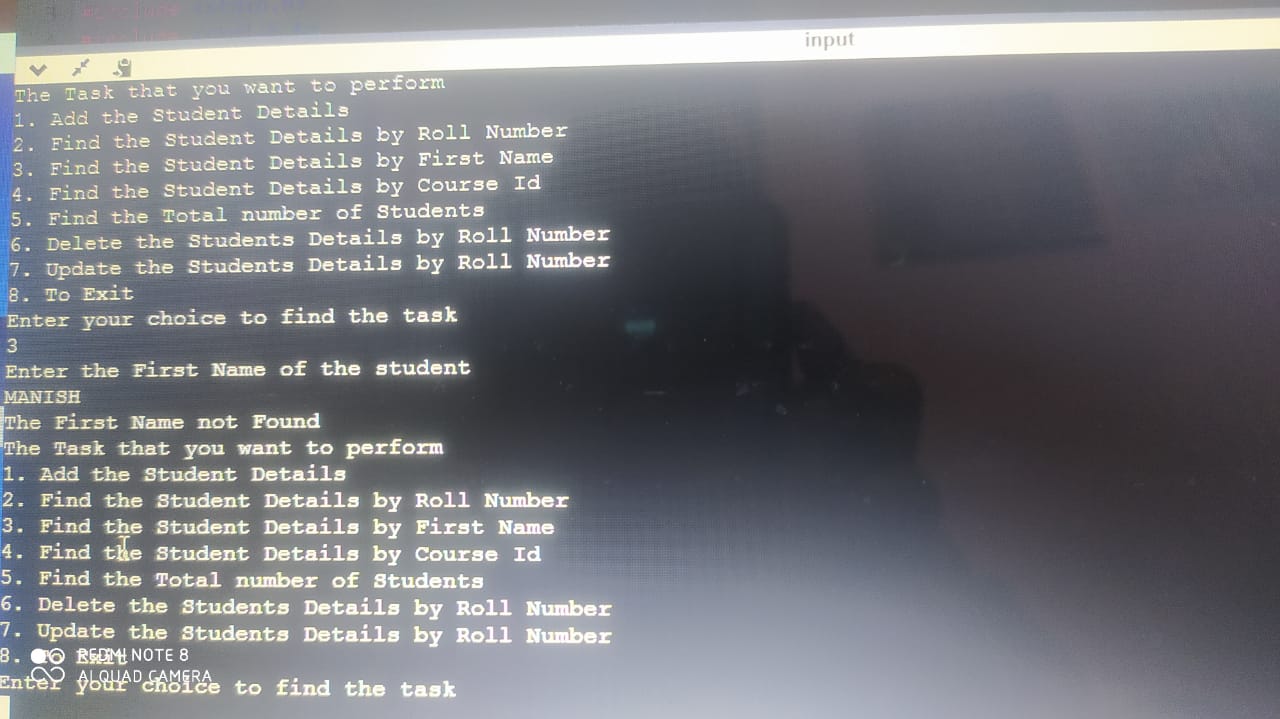 input
The Task that you want to perform
1. Add the Student Details
2. Find the Student Details by Roll Number
3. Find the Student Details by First Name
4. Find the Student Details by Course Id
5. Find the Total number of Students
6. Delete the Students Details by Roll Number
7. Update the Students Details by Roll Number
8. To Exit
Enter your choice to find the task
3
Enter the First Name of the student
MANISH
The First Name not Found
The Task that you want to perform
1. Add the Student Details
2. Find the Student Details by Roll Number
3. Find the Student Details by First Name
4. Find the Student Details by Course Id
5. Find the Total number of Students
6. Delete the Students Details by Roll Number
7. Update the Students Details by Roll Number
8. To Exit
REDMI NOTE 8
AI QUAD CAMERA
Enter your choice to find the task